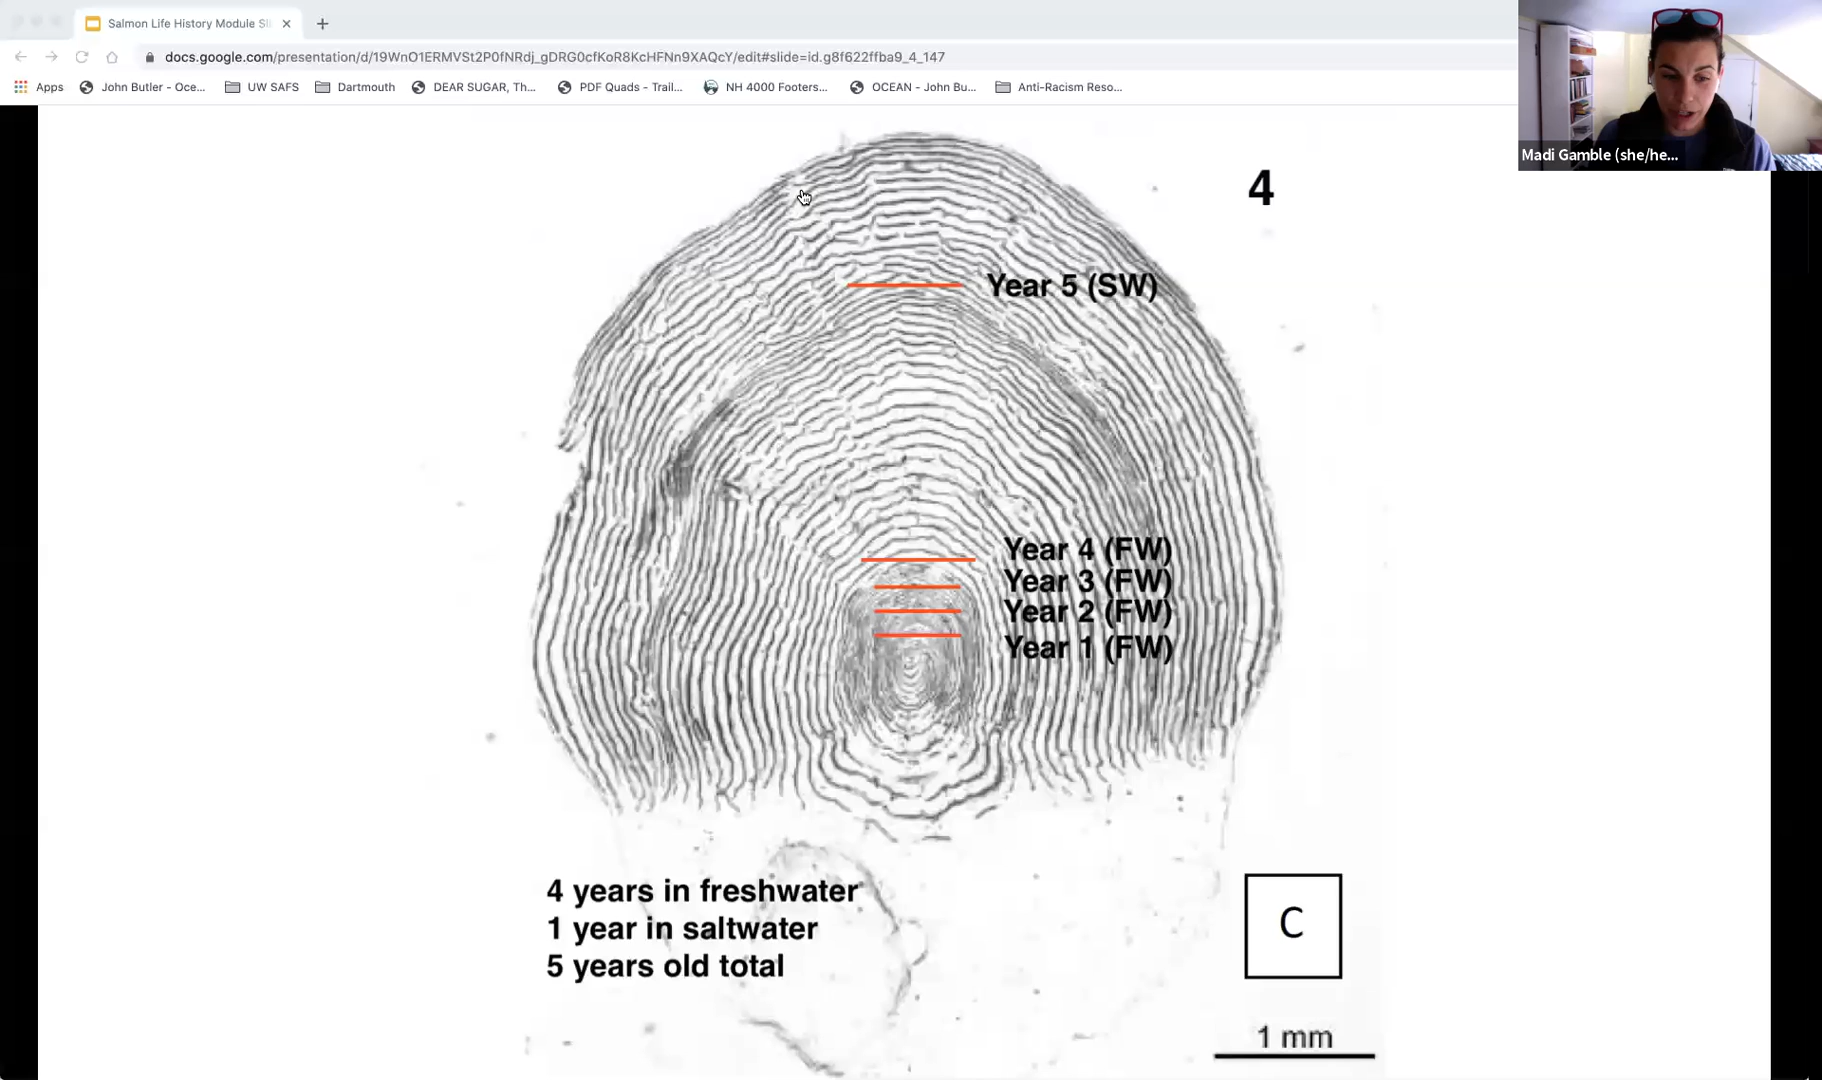 Salmon Life History Module Sli
docs.google.com/presentation/d/19WnO1ERMVSt2P0fNRdj_gDRG0cfKoR8KcHFNn9XAQcY/edit#slide=id.g8f622ffba9_4_147
Apps
John Butler - Oce...
UW SAFS
Dartmouth
DEAR SUGAR, Th...
PDF Quads - Trail...
NH 4000 Footers...
OCEAN - John Bu...
Anti-Racism Reso...
Madi Gamble (she/he...
4
Year 5 (SW)
Year 4 (FW)
Year 3 (FW)
Year 2 (FW)
Year 1 (FW)
4 years in freshwater
1 year in saltwater
5 years old total
C
1 mm